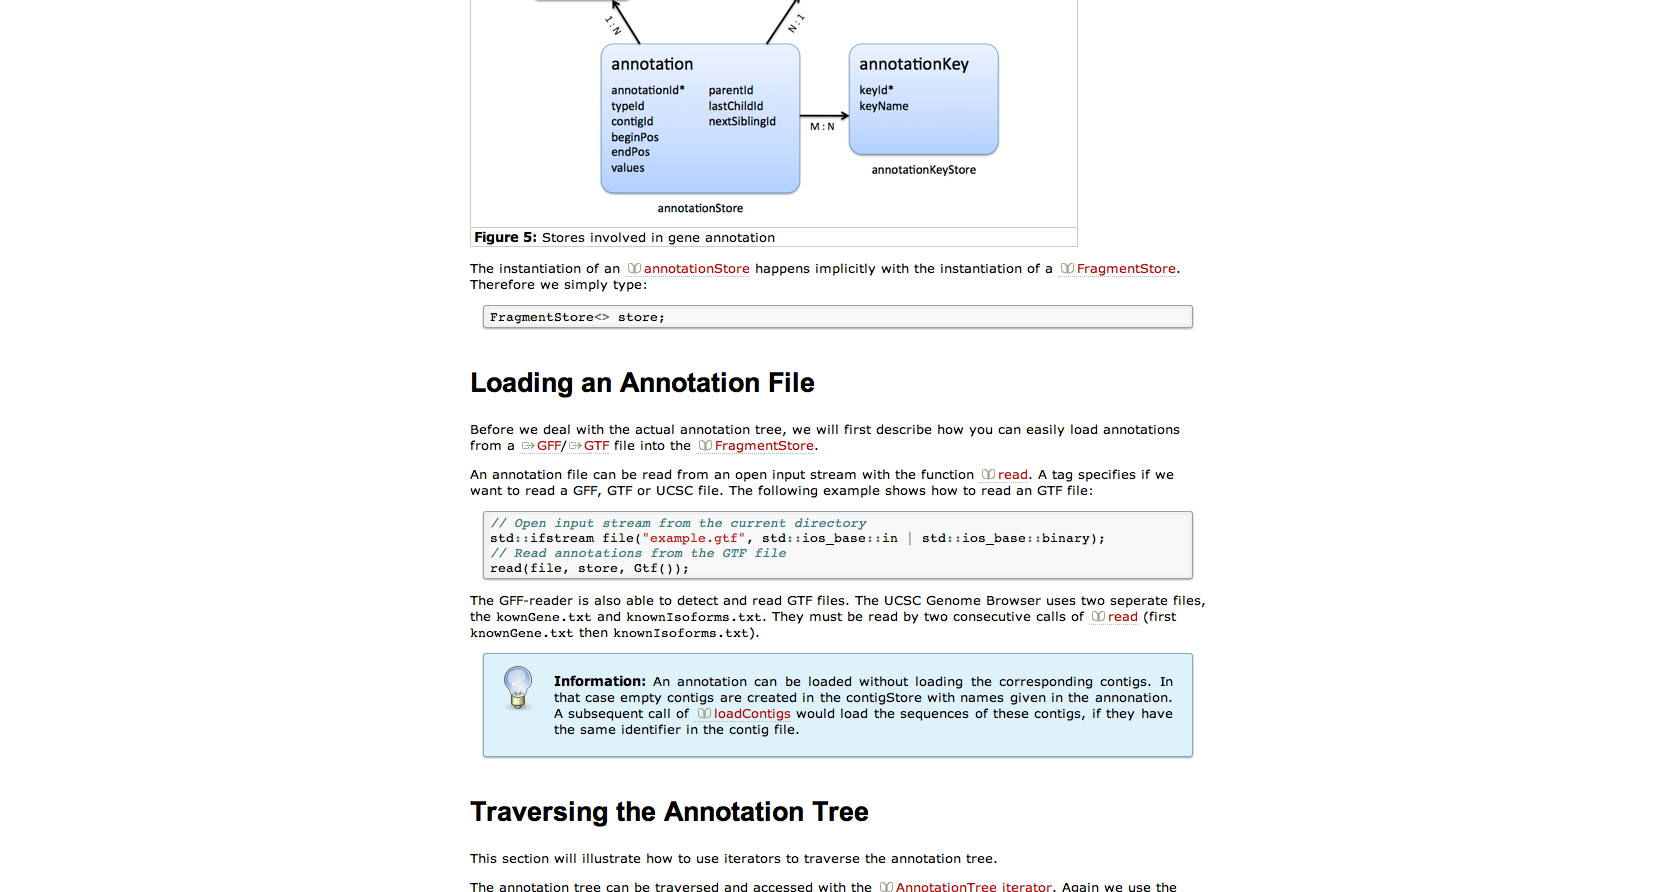 1:N
N:1
annotation
annotationId* parentId
typeId lastChildId
contigId nextSiblingId
beginPos
endPos
values
M:N
annotationKey
keyId*
keyName
annotationKeyStore
annotationStore
Figure 5: Stores involved in gene annotation
The instantiation of an annotationStore happens implicitly with the instantiation of a FragmentStore.
Therefore we simply type:
FragmentStore<> store;
Loading an Annotation File
Before we deal with the actual annotation tree, we will first describe how you can easily load annotations
from a GFF/GTF file into the FragmentStore.
An annotation file can be read from an open input stream with the function read. A tag specifies if we
want to read a GFF, GTF or UCSC file. The following example shows how to read an GTF file:
// Open input stream from the current directory
std::ifstream file("example.gtf", std::ios_base::in | std::ios_base::binary);
// Read annotations from the GTF file
read(file, store, Gtf());
The GFF-reader is also able to detect and read GTF files. The UCSC Genome Browser uses two seperate files,
the kownGene.txt and knownIsoforms.txt. They must be read by two consecutive calls of read (first
knownGene.txt then knownIsoforms.txt).
Information: An annotation can be loaded without loading the corresponding contigs. In
that case empty contigs are created in the contigStore with names given in the annonation.
A subsequent call of loadContigs would load the sequences of these contigs, if they have
the same identifier in the contig file.
Traversing the Annotation Tree
This section will illustrate how to use iterators to traverse the annotation tree.
The annotation tree can be traversed and accessed with the AnnotationTree iterator. Again we use the